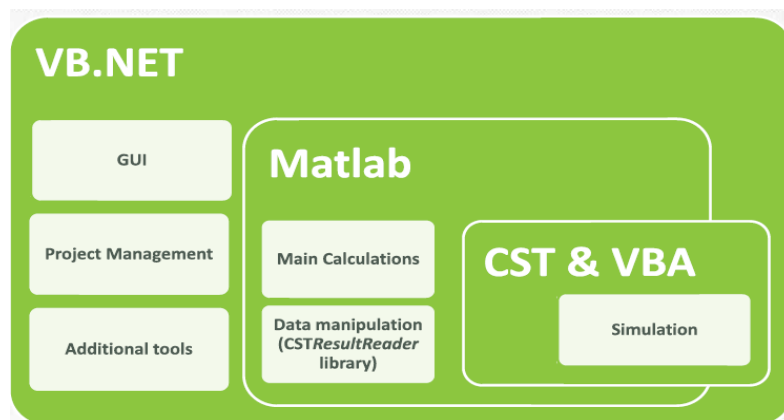 VB.NET
GUI
Project Management
Additional tools
Matlab
Main Calculations
Data manipulation
(CSTResultReader
library)
CST & VBA
Simulation